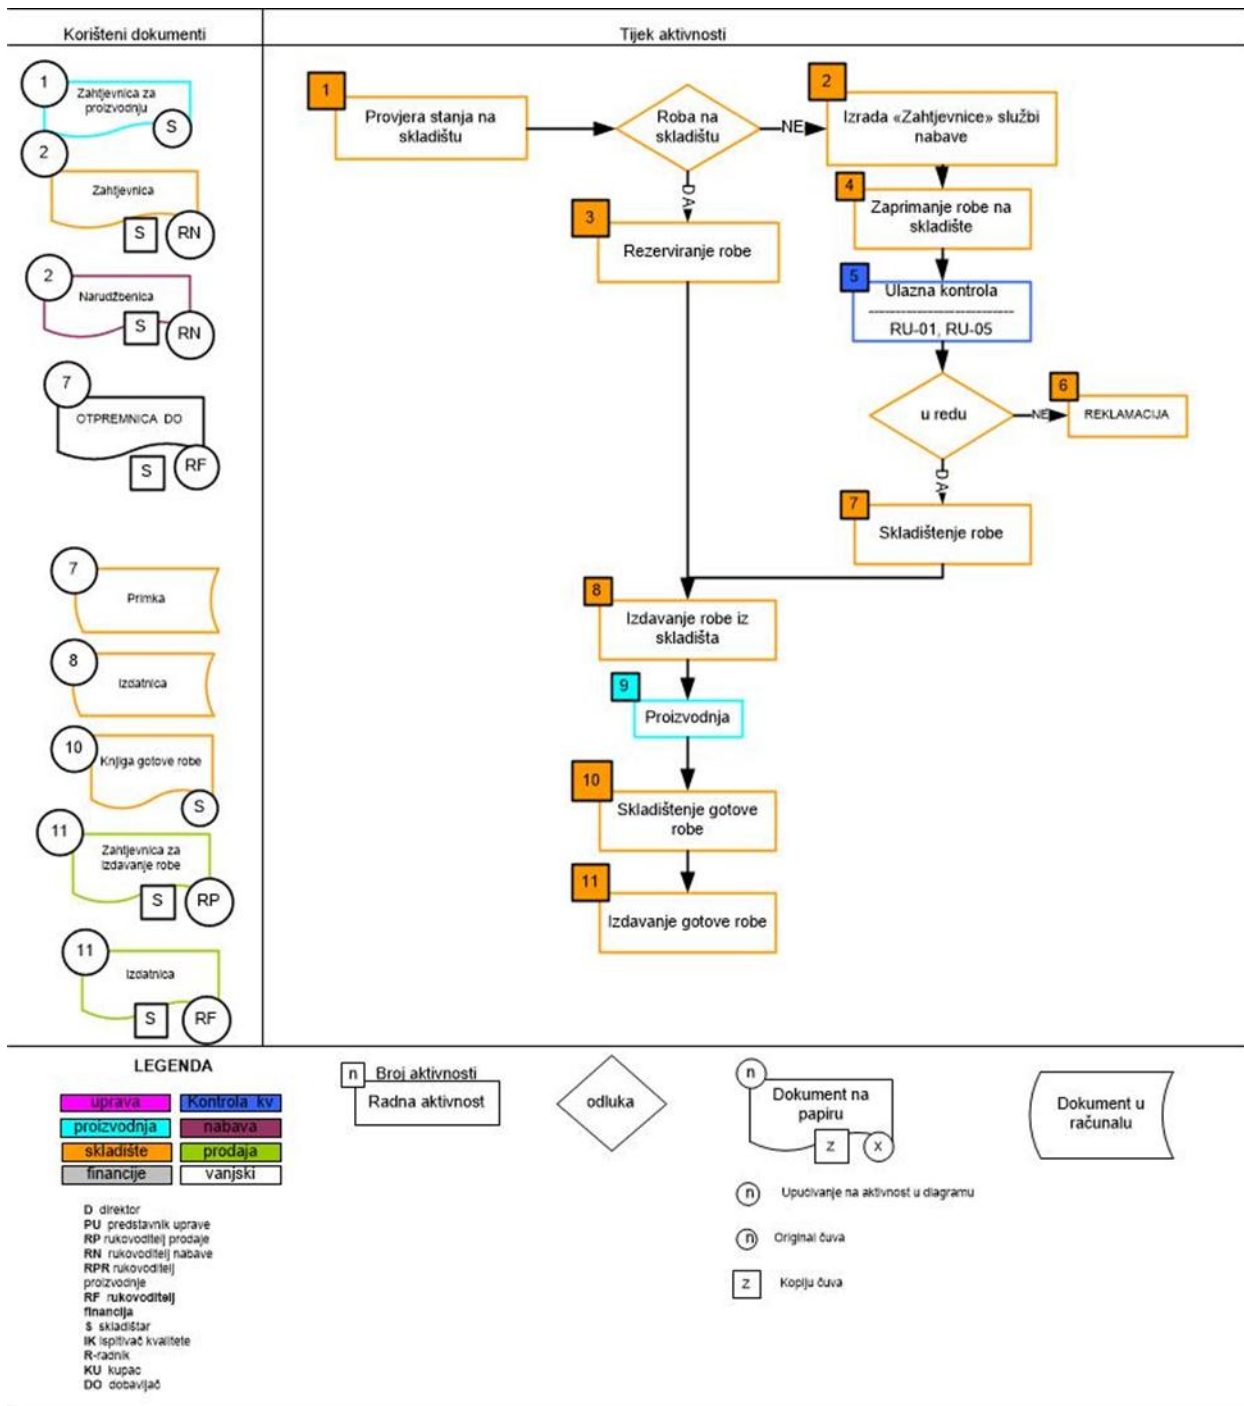 Korišteni dokumenti
Tijek aktivnosti
1
Zahtjevnica za
proizvodnju
S
2
Zahtjevnica
S
RN
2
Narudžbenica
S
RN
7
OTPREMNICA DO
S
RF
7
Primka
8
Izdatnica
10
Knjiga gotove robe
S
11
Zahtjevnica za
Izdavanje robe
S
RP
11
Izdatnica
S
RF
1
Provjera stanja na
skladištu
Roba na
skladištu
NE
2
Izrada «Zahtjevnice» službi
nabave
DA
3
Rezerviranje robe
4
Zaprimanje robe na
skladište
5
Ulazna kontrola
------------------------------
RU-01, RU-05
u redu
NE
6
REKLAMACIJA
DA
7
Skladištenje robe
8
Izdavanje robe iz
skladišta
9
Proizvodnja
10
Skladištenje gotove
robe
11
Izdavanje gotove robe
LEGENDA
uprava
Kontrola kv
proizvodnja
nabava
skladište
prodaja
financije
vanjski
D direktor
PU predstavnik uprave
RP rukovoditelj prodaje
RN rukovoditelj nabave
RPR rukovoditelj
proizvodnje
RF rukovoditelj
financija
S skladištar
IK ispitivač kvalitete
R-radnik
KU kupac
DO dobavljač
n
Broj aktivnosti
Radna aktivnost
odluka
n
Dokument na
papiru
z
x
n
Upućivanje na aktivnost u diagramu
n
Original čuva
z
Kopiju čuva
Dokument u
računalu